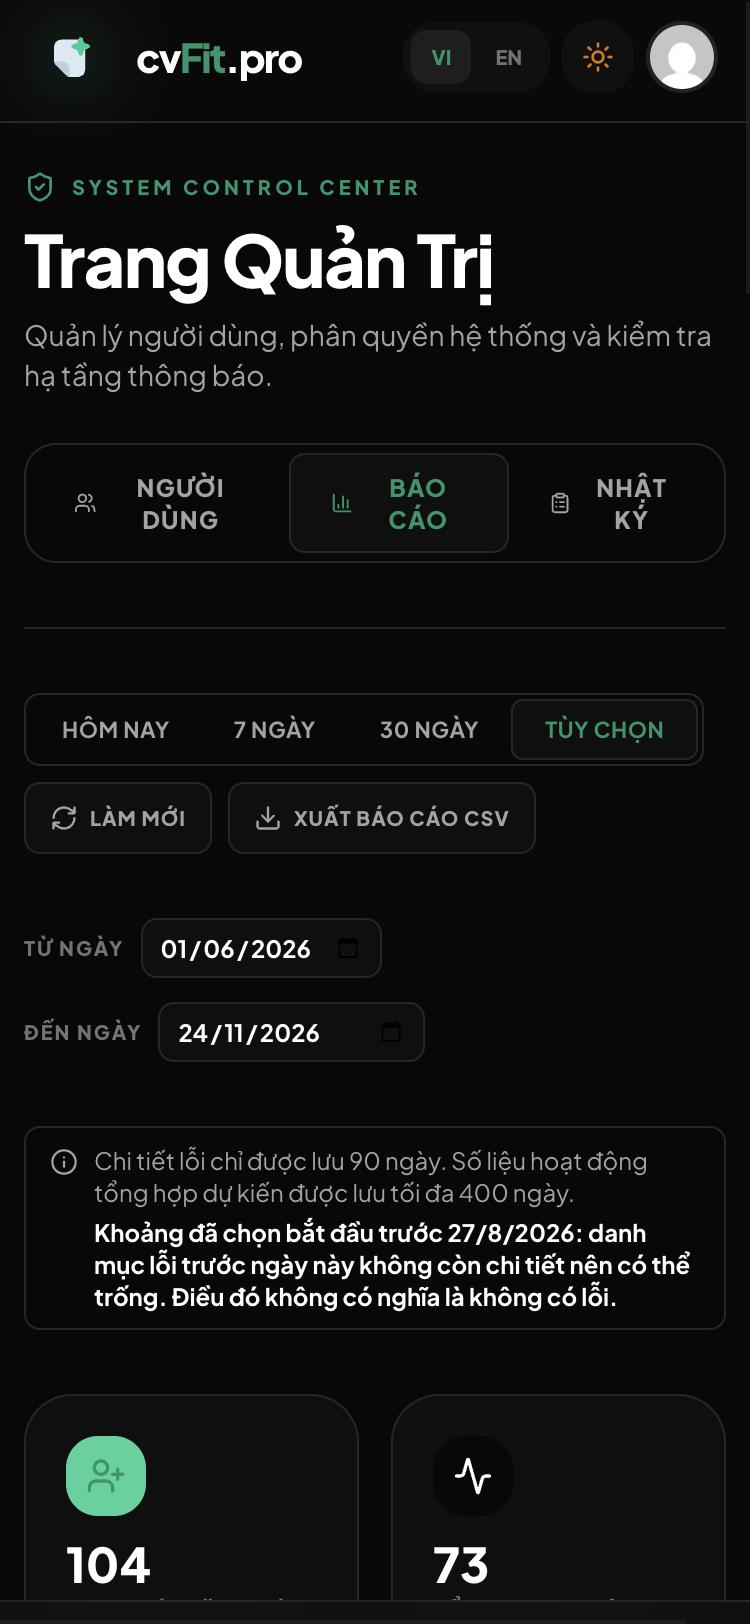 cvFit.pro
VI
EN
SYSTEM CONTROL CENTER
Trang Quản Trị
Quản lý người dùng, phân quyền hệ thống và kiểm tra
hạ tầng thông báo.
NGƯỜI
DÙNG
BÁO
CÁO
NHẬT
KÝ
HÔM NAY
7 NGÀY
30 NGÀY
TÙY CHỌN
LÀM MỚI
XUẤT BÁO CÁO CSV
TỪ NGÀY
01/06/2026
ĐẾN NGÀY
24/11/2026
Chi tiết lỗi chỉ được lưu 90 ngày. Số liệu hoạt động
tổng hợp dự kiến được lưu tối đa 400 ngày.
Khoảng đã chọn bắt đầu trước 27/8/2026: danh
mục lỗi trước ngày này không còn chi tiết nên có thể
trống. Điều đó không có nghĩa là không có lỗi.
104
73